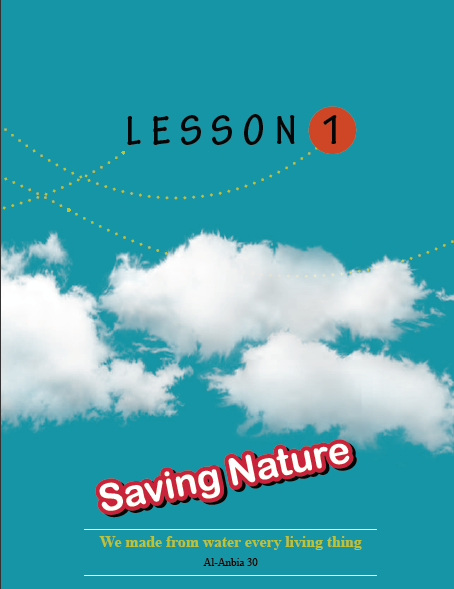 LESSON 1
Saving Nature
We made from water every living thing
Al-Anbia 30